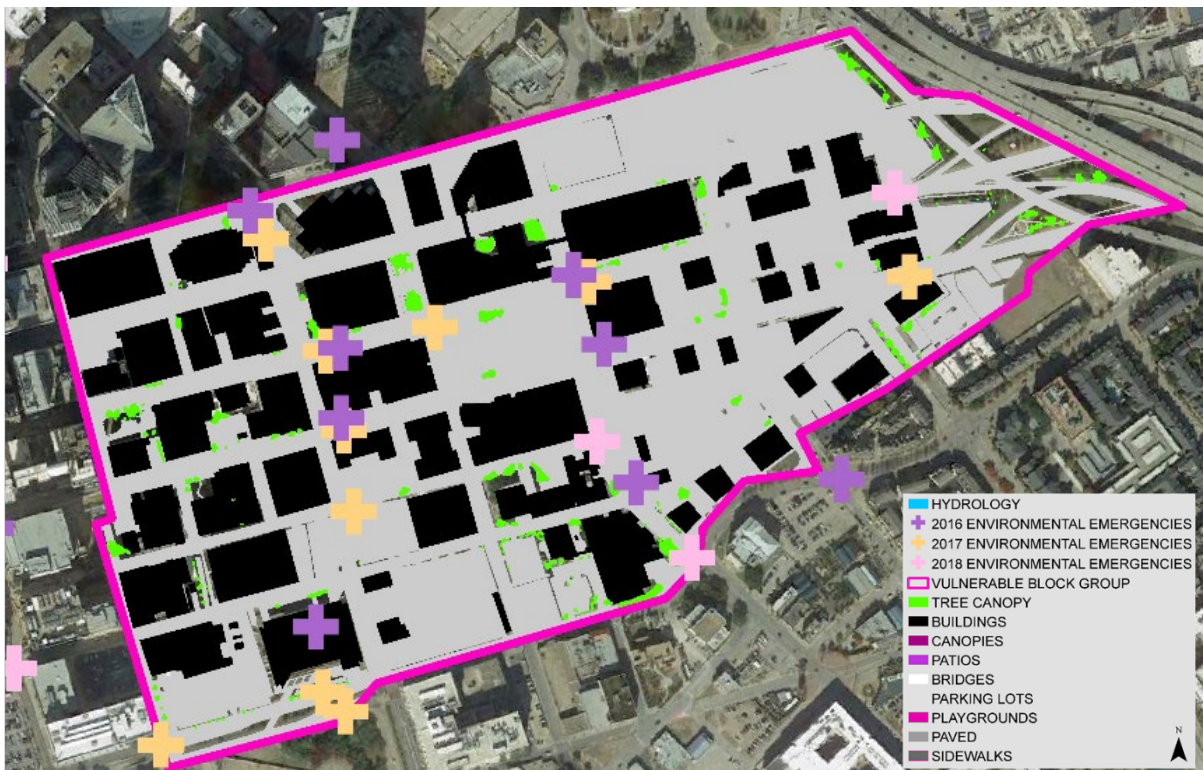 HYDROLOGY
2016 ENVIRONMENTAL EMERGENCIES
2017 ENVIRONMENTAL EMERGENCIES
2018 ENVIRONMENTAL EMERGENCIES
VULNERABLE BLOCK GROUP
TREE CANOPY
BUILDINGS
CANOPIES
PATIOS
BRIDGES
PARKING LOTS
PLAYGROUNDS
PAVED
SIDEWALKS
N